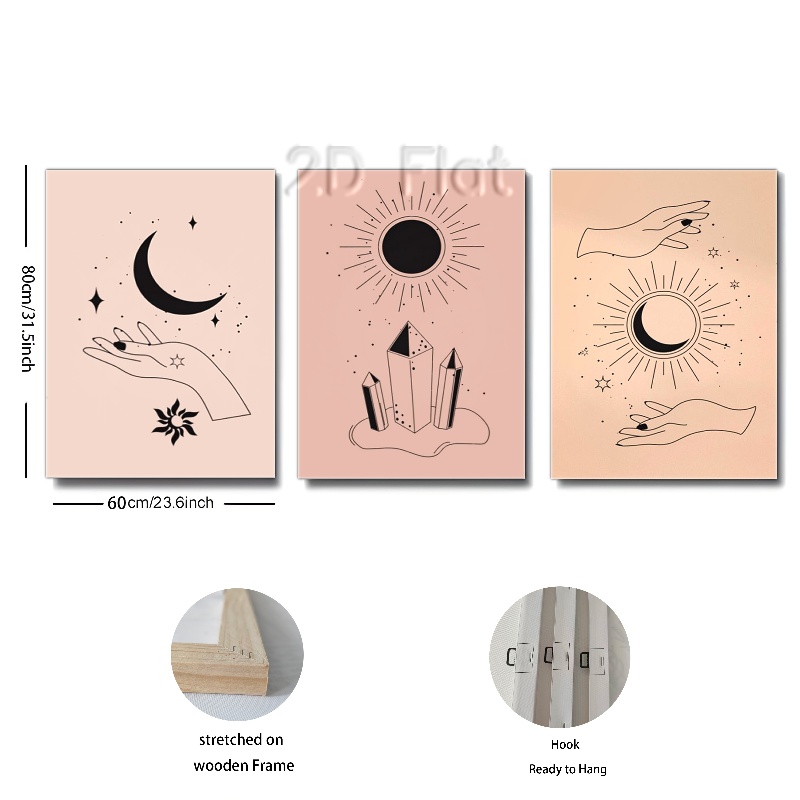 2D Flat
80cm/31.5inch
60cm/23.6inch
stretched on
wooden Frame
Hook
Ready to Hang